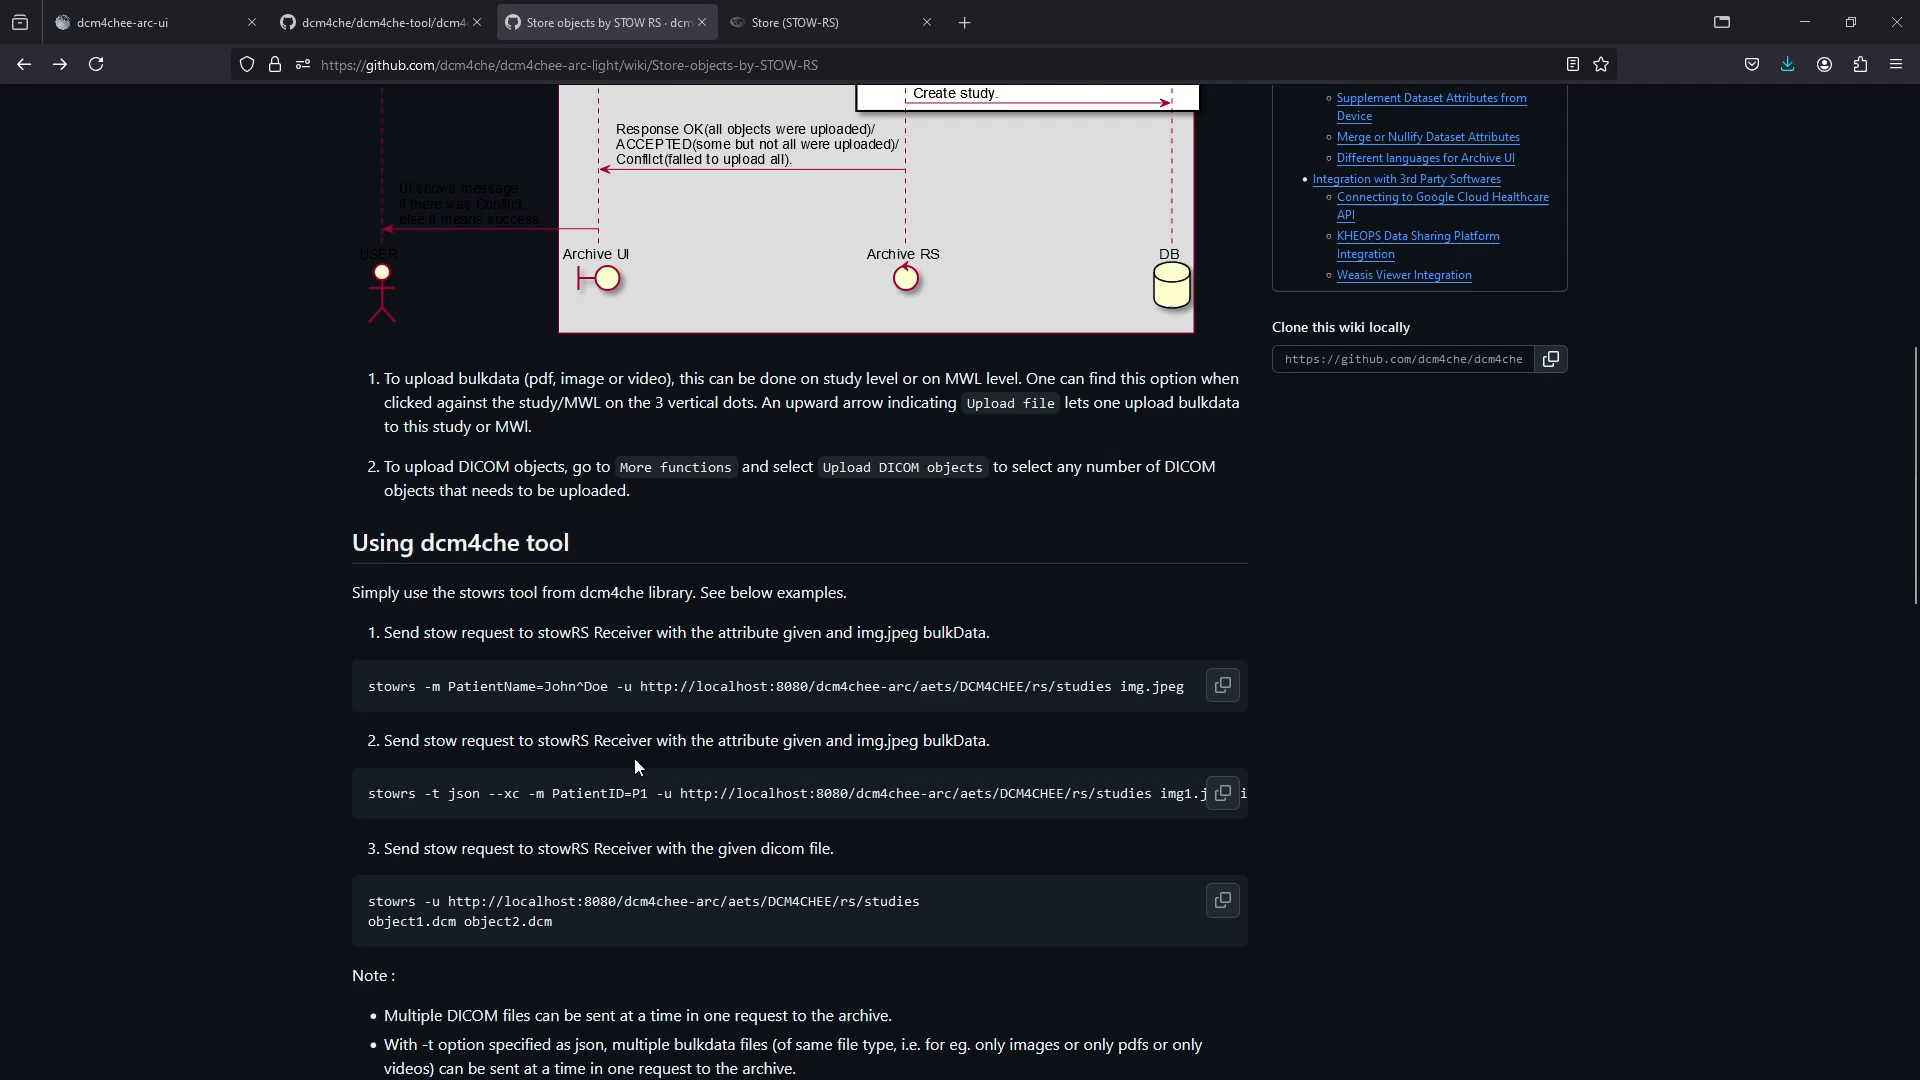 dcm4chee-arc-ui
dcm4che/dcm4che-tool/dcm4
Store objects by STOW RS · dcm
Store (STOW-RS)
https://github.com/dcm4che/dcm4chee-arc-light/wiki/Store-objects-by-STOW-RS
Create study.
Response OK(all objects were uploaded)/
ACCEPTED(some but not all were uploaded)/
Conflict(falled to upload all).
UI shows message
if there was Conflict,
else it means success.
USER
Archive UI
Archive RS
DB
1. To upload bulkdata (pdf, image or video), this can be done on study level or on MWL level. One can find this option when
clicked against the study/MWL on the 3 vertical dots. An upward arrow indicating Upload file lets one upload bulkdata
to this study or MWl.
2. To upload DICOM objects, go to More functions and select Upload DICOM objects to select any number of DICOM
objects that needs to be uploaded.
Using dcm4che tool
Simply use the stowrs tool from dcm4che library. See below examples.
1. Send stow request to stowRS Receiver with the attribute given and img.jpeg bulkData.
stowrs -m PatientName=John^Doe -u http://localhost:8080/dcm4chee-arc/aets/DCM4CHEE/rs/studies img.jpeg
2. Send stow request to stowRS Receiver with the attribute given and img.jpeg bulkData.
stowrs -t json --xc -m PatientID=P1 -u http://localhost:8080/dcm4chee-arc/aets/DCM4CHEE/rs/studies img1.j
3. Send stow request to stowRS Receiver with the given dicom file.
stowrs -u http://localhost:8080/dcm4chee-arc/aets/DCM4CHEE/rs/studies
object1.dcm object2.dcm
Note :
• Multiple DICOM files can be sent at a time in one request to the archive.
• With -t option specified as json, multiple bulkdata files (of same file type, i.e. for eg. only images or only pdfs or only
videos) can be sent at a time in one request to the archive.
Supplement Dataset Attributes from
Device
Merge or Nullify Dataset Attributes
Different languages for Archive UI
Integration with 3rd Party Softwares
Connecting to Google Cloud Healthcare
API
KHEOPS Data Sharing Platform
Integration
Weasis Viewer Integration
Clone this wiki locally
https://github.com/dcm4che/dcm4che